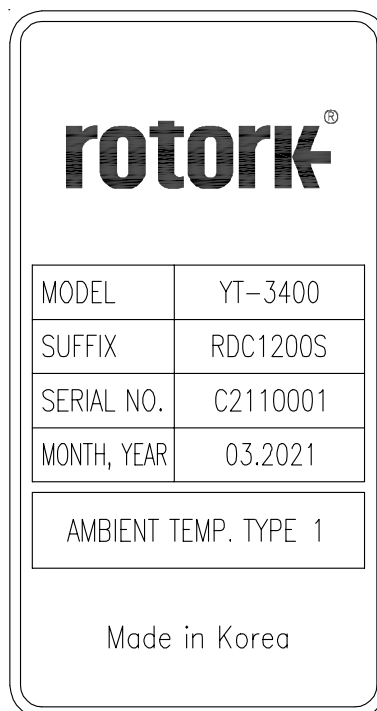 rotork®
MODEL YT-3400
SUFFIX RDC1200S
SERIAL NO. C2110001
MONTH, YEAR 03.2021
AMBIENT TEMP. TYPE 1
Made in Korea